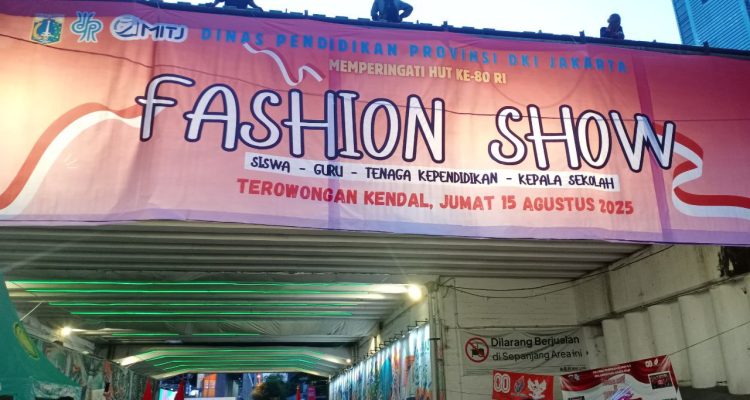 MITJ
DINAS PENDIDIKAN PROVINSI DKI JAKARTA
MEMPERINGATI HUT KE-80 RI
FASHION SHOW
SISWA - GURU - TENAGA KEPENDIDIKAN - KEPALA SEKOLAH
TEROWONGAN KENDAL, JUMAT 15 AGUSTUS 2025
Dilarang Berjualan
di Sepanjang Area ini
80